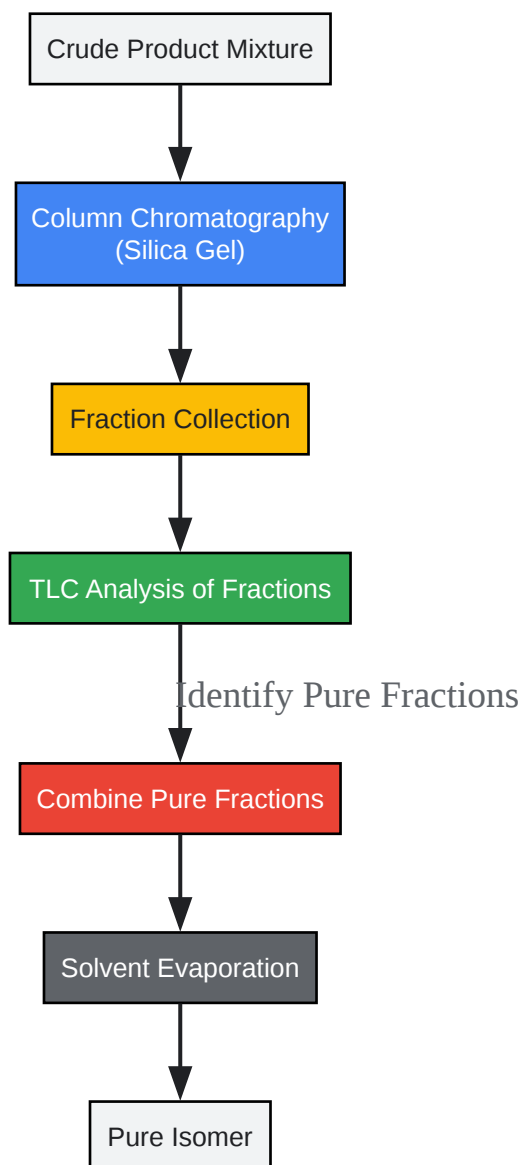 Crude Product Mixture
Column Chromatography
(Silica Gel)
Fraction Collection
TLC Analysis of Fractions
Identify Pure Fractions
Combine Pure Fractions
Solvent Evaporation
Pure Isomer